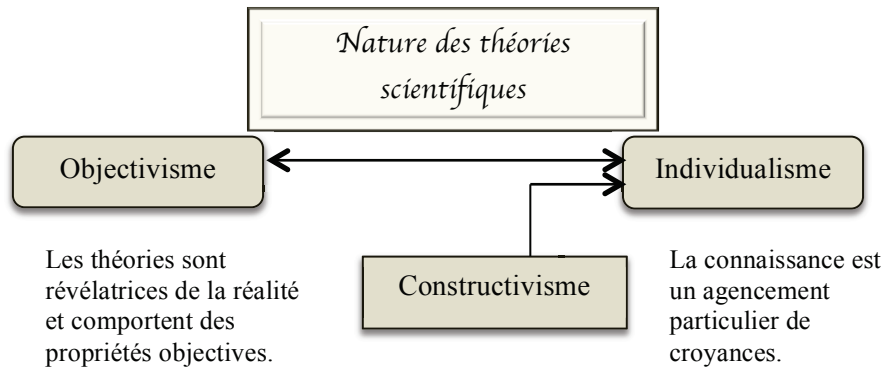 Nature des théories
scientifiques
Objectivisme
Individualisme
Les théories sont
révélatrices de la réalité
et comportent des
propriétés objectives.
Constructivisme
La connaissance est
un agencement
particulier de
croyances.